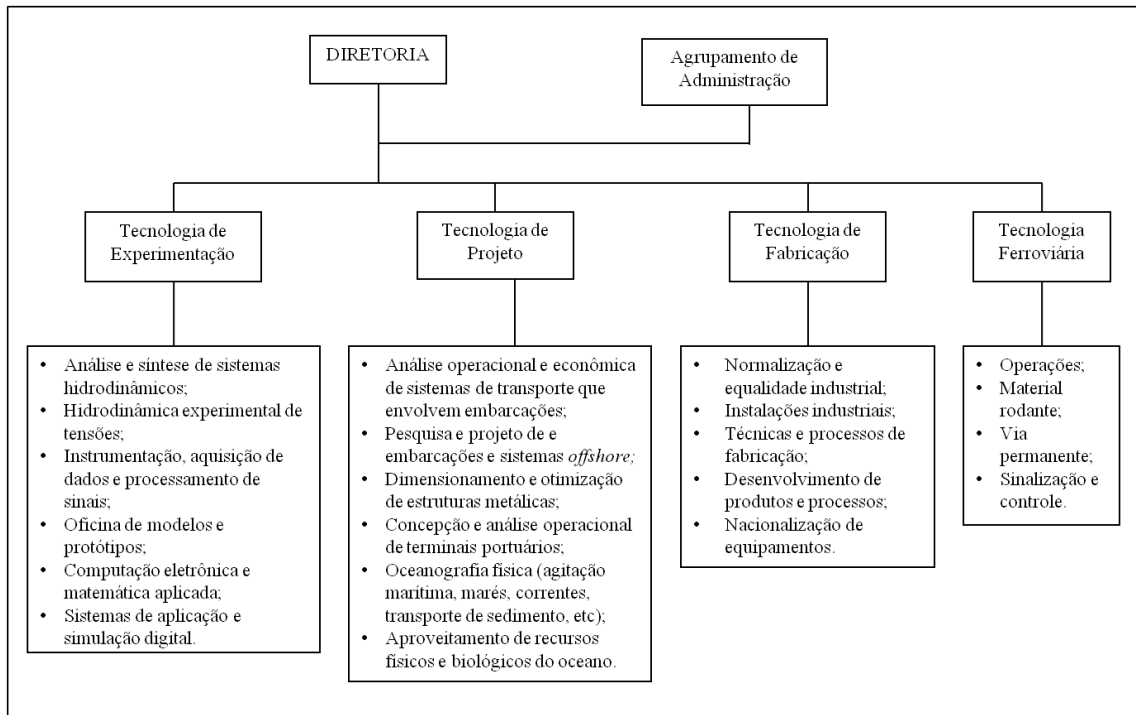 DIRETORIA
Agrupamento de
Administração
Tecnologia de
Experimentação
Tecnologia de
Projeto
Tecnologia de
Fabricação
Tecnologia
Ferroviária
• Análise e síntese de sistemas
hidrodinâmicos;
• Hidrodinâmica experimental de
tensões;
• Instrumentação, aquisição de
dados e processamento de
sinais;
• Oficina de modelos e
protótipos;
• Computação eletrônica e
matemática aplicada;
• Sistemas de aplicação e
simulação digital.
• Análise operacional e econômica
de sistemas de transporte que
envolvem embarcações;
• Pesquisa e projeto de e
embarcações e sistemas offshore;
• Dimensionamento e otimização
de estruturas metálicas;
• Concepção e análise operacional
de terminais portuários;
• Oceanografia física (agitação
marítima, marés, correntes,
transporte de sedimento, etc);
• Aproveitamento de recursos
físicos e biológicos do oceano.
• Normalização e
equalidade industrial;
• Instalações industriais;
• Técnicas e processos de
fabricação;
• Desenvolvimento de
produtos e processos;
• Nacionalização de
equipamentos.
• Operações;
• Material
rodante;
• Via
permanente;
• Sinalização e
controle.